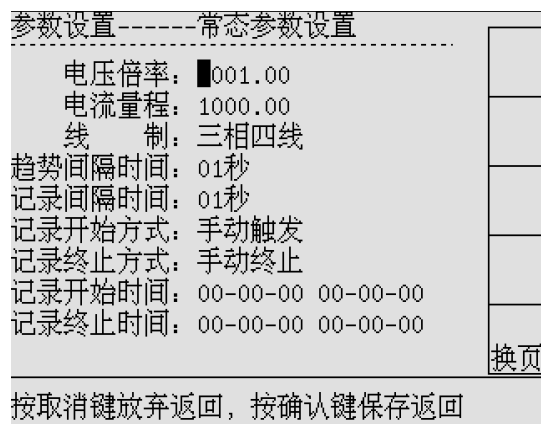 参数设置------常态参数设置
电压倍率：001.00
电流量程：1000.00
线 制：三相四线
趋势间隔时间：01秒
记录间隔时间：01秒
记录开始方式：手动触发
记录终止方式：手动终止
记录开始时间：00-00-00 00-00-00
记录终止时间：00-00-00 00-00-00
换页
按取消键放弃返回，按确认键保存返回